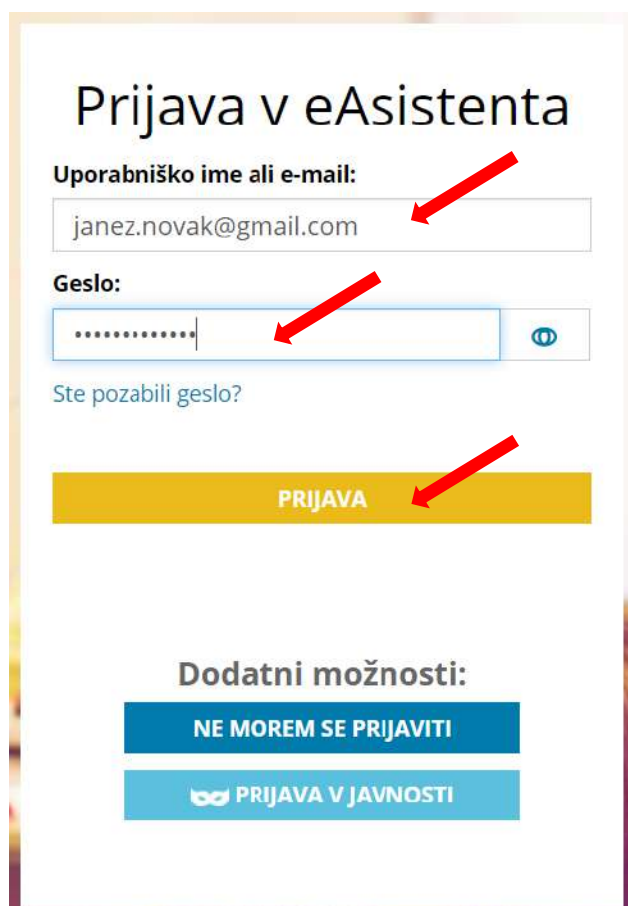 Prijava v eAsistenta
Uporabniško ime ali e-mail:
janez.novak@gmail.com
Geslo:
•••••••••••••
Ste pozabili geslo?
PRIJAVA
Dodatni možnosti:
NE MOREM SE PRIJAVITI
PRIJAVA V JAVNOSTI